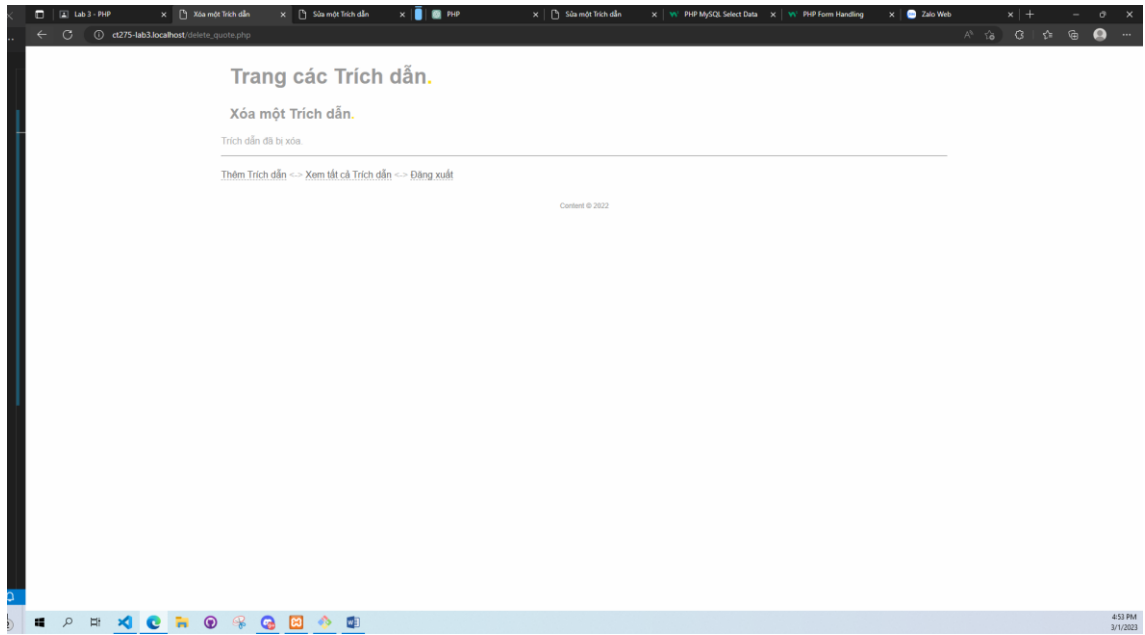 Lab 3 - PHP
Xóa một Trích dẫn
Sửa một Trích dẫn
PHP
Sửa một Trích dẫn
PHP MySQL Select Data
PHP Form Handling
Zalo Web
ct275-lab3.localhost/delete_quote.php
Trang các Trích dẫn.
Xóa một Trích dẫn.
Trích dẫn đã bị xóa.
Thêm Trích dẫn <-> Xem tất cả Trích dẫn <-> Đăng xuất
Content © 2022
4:53 PM
3/1/2023